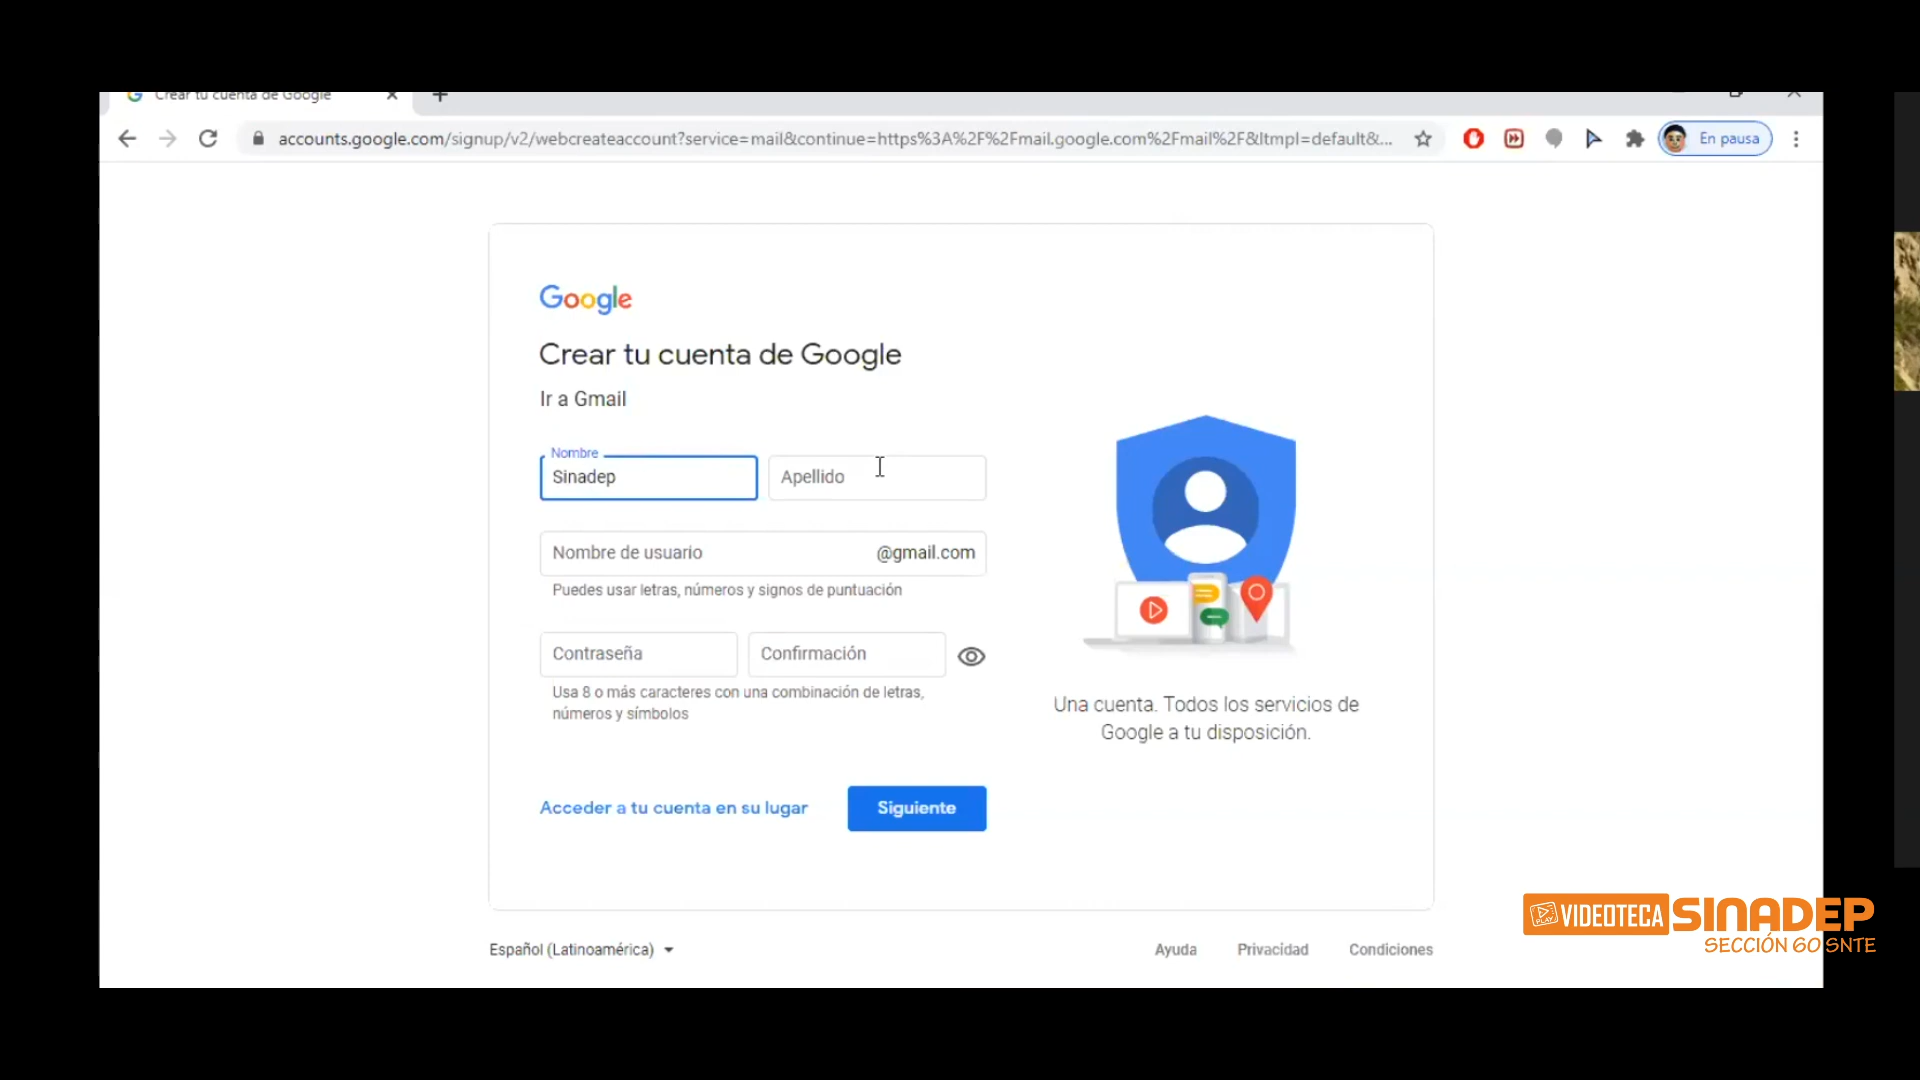 Crear tu cuenta de Google
accounts.google.com/signup/v2/webcreateaccount?service=mail&continue=https%3A%2F%2Fmail.google.com%2Fmail%2F&ltmpl=default&...
En pausa
Google
Crear tu cuenta de Google
Ir a Gmail
Nombre
Sinadep
Apellido
Nombre de usuario
@gmail.com
Puedes usar letras, números y signos de puntuación
Contraseña
Confirmación
Usa 8 o más caracteres con una combinación de letras,
números y símbolos
Una cuenta. Todos los servicios de
Google a tu disposición.
Acceder a tu cuenta en su lugar
Siguiente
Español (Latinoamérica)
Ayuda
Privacidad
Condiciones
PLAY
VIDEOTECA SINADEP
SECCIÓN 60 SNTE